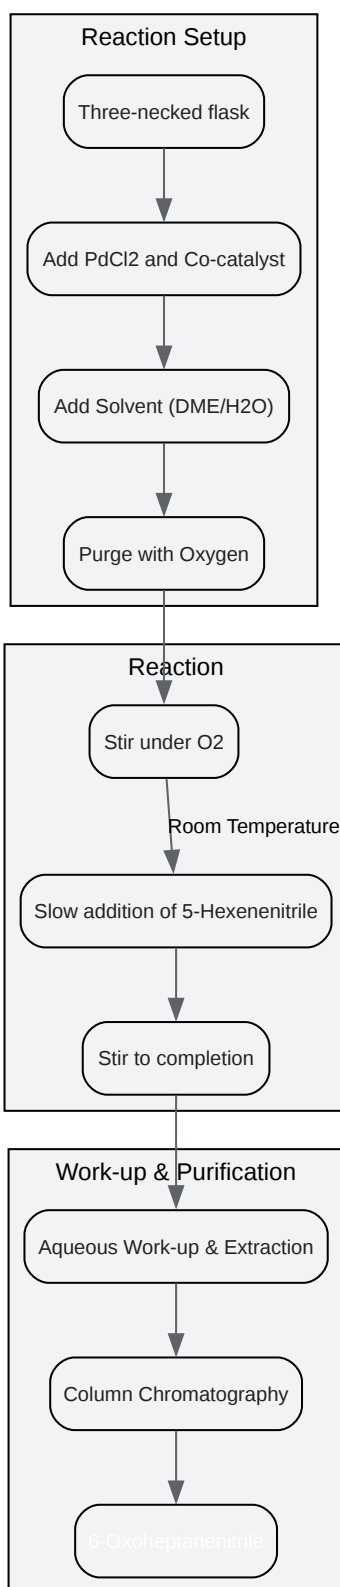 Reaction Setup
Three-necked flask
Add PdCl2 and Co-catalyst
Add Solvent (DME/H2O)
Purge with Oxygen
Reaction
Stir under O2
Room Temperature
Slow addition of 5-Hexenenitrile
Stir to completion
Work-up & Purification
Aqueous Work-up & Extraction
Column Chromatography
6-Oxoheptanenitrile